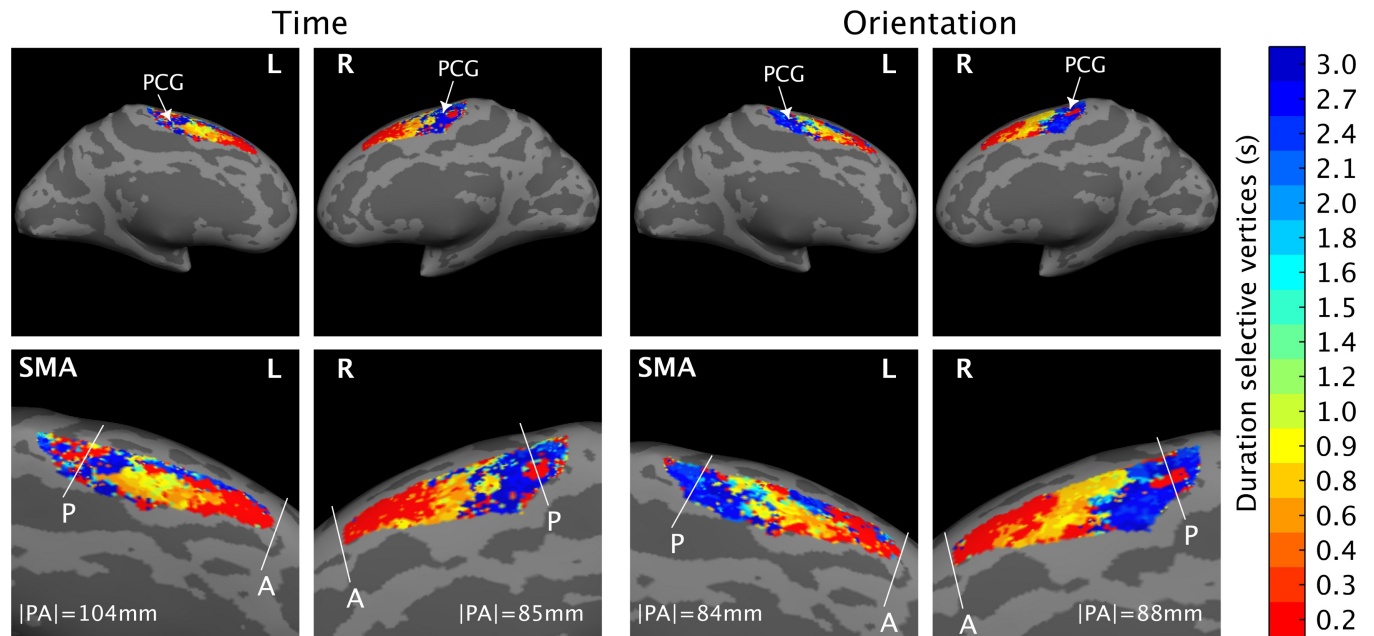 Time
Orientation
L
R
L
R
PCG
PCG
PCG
PCG
SMA
L
R
SMA
L
R
P
A
P
A
P
A
P
A
|PA|=104mm
|PA|=85mm
|PA|=84mm
|PA|=88mm
Duration selective vertices (s)
3.0
2.7
2.4
2.1
2.0
1.8
1.6
1.5
1.4
1.2
1.0
0.9
0.8
0.6
0.4
0.3
0.2